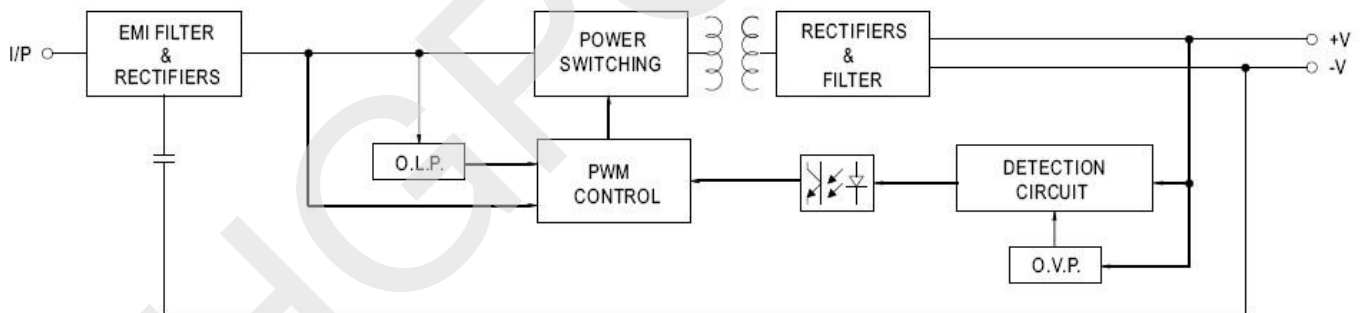 I/P
EMI FILTER
&
RECTIFIERS
POWER
SWITCHING
RECTIFIERS
&
FILTER
+V
-V
O.L.P.
PWM
CONTROL
DETECTION
CIRCUIT
O.V.P.